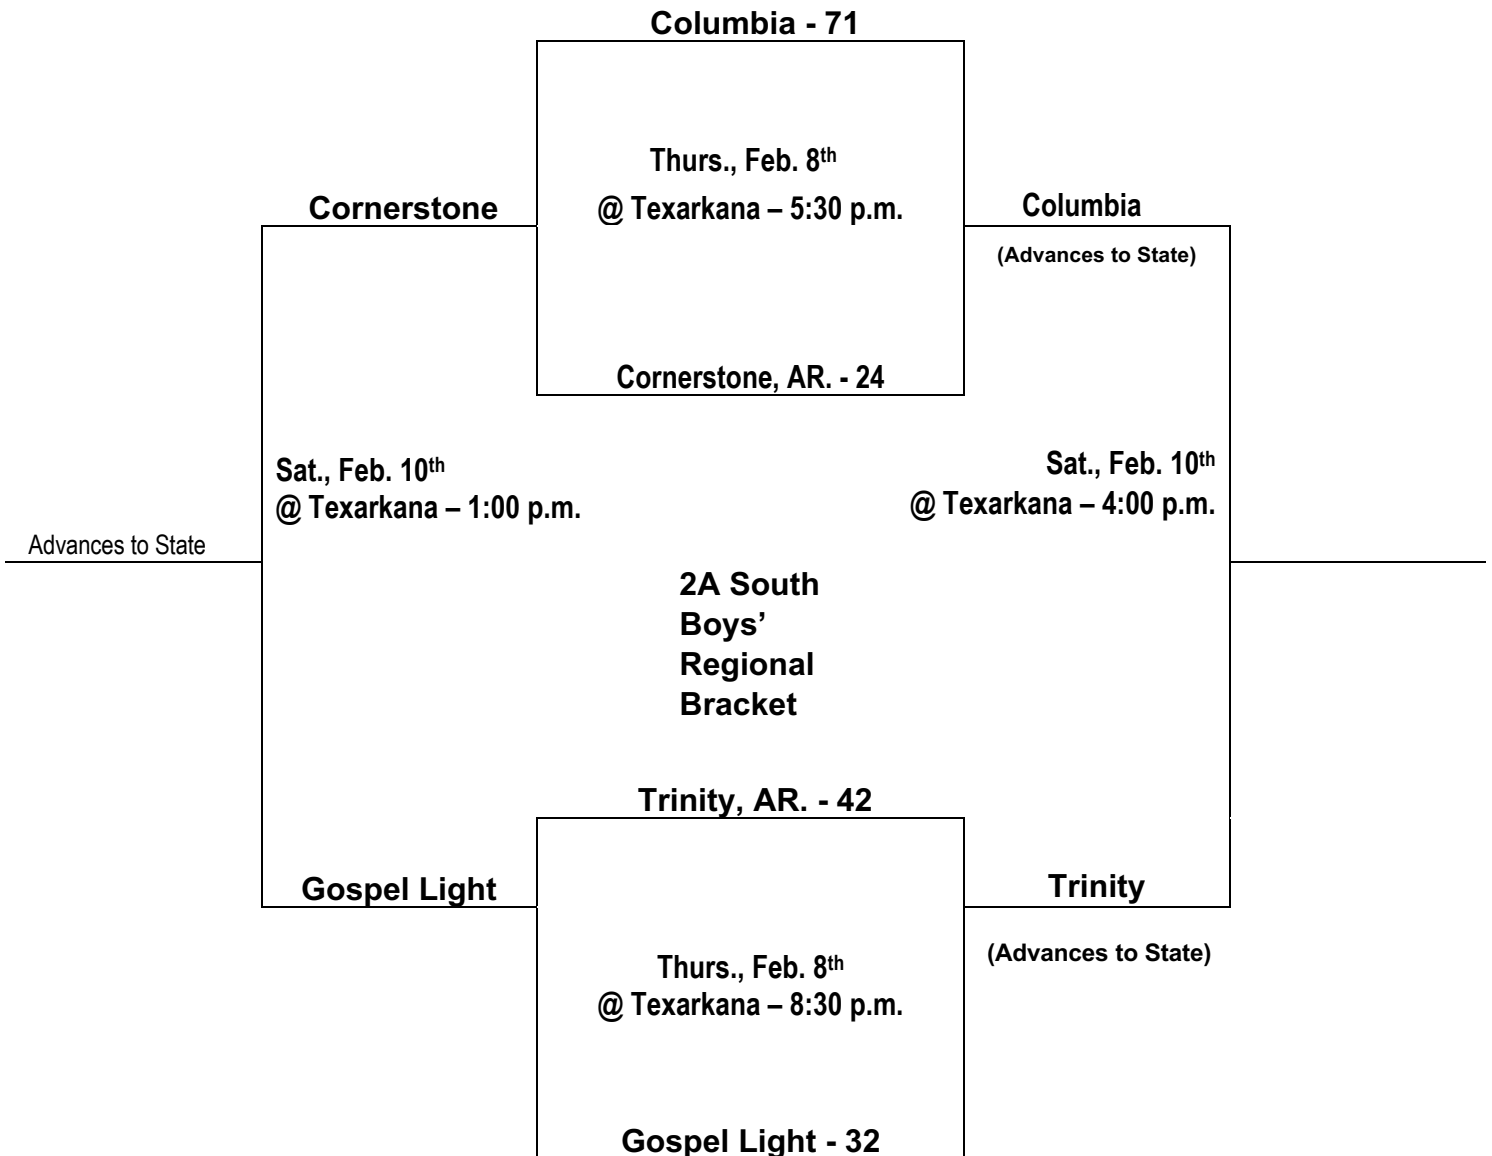 Columbia - 71
Thurs., Feb. 8th
Cornerstone
@ Texarkana – 5:30 p.m.
Columbia
(Advances to State)
Cornerstone, AR. - 24
Sat., Feb. 10th
@ Texarkana – 1:00 p.m.
Sat., Feb. 10th
@ Texarkana – 4:00 p.m.
Advances to State
2A South
Boys’
Regional
Bracket
Trinity, AR. - 42
Gospel Light
Trinity
(Advances to State)
Thurs., Feb. 8th
@ Texarkana – 8:30 p.m.
Gospel Light - 32